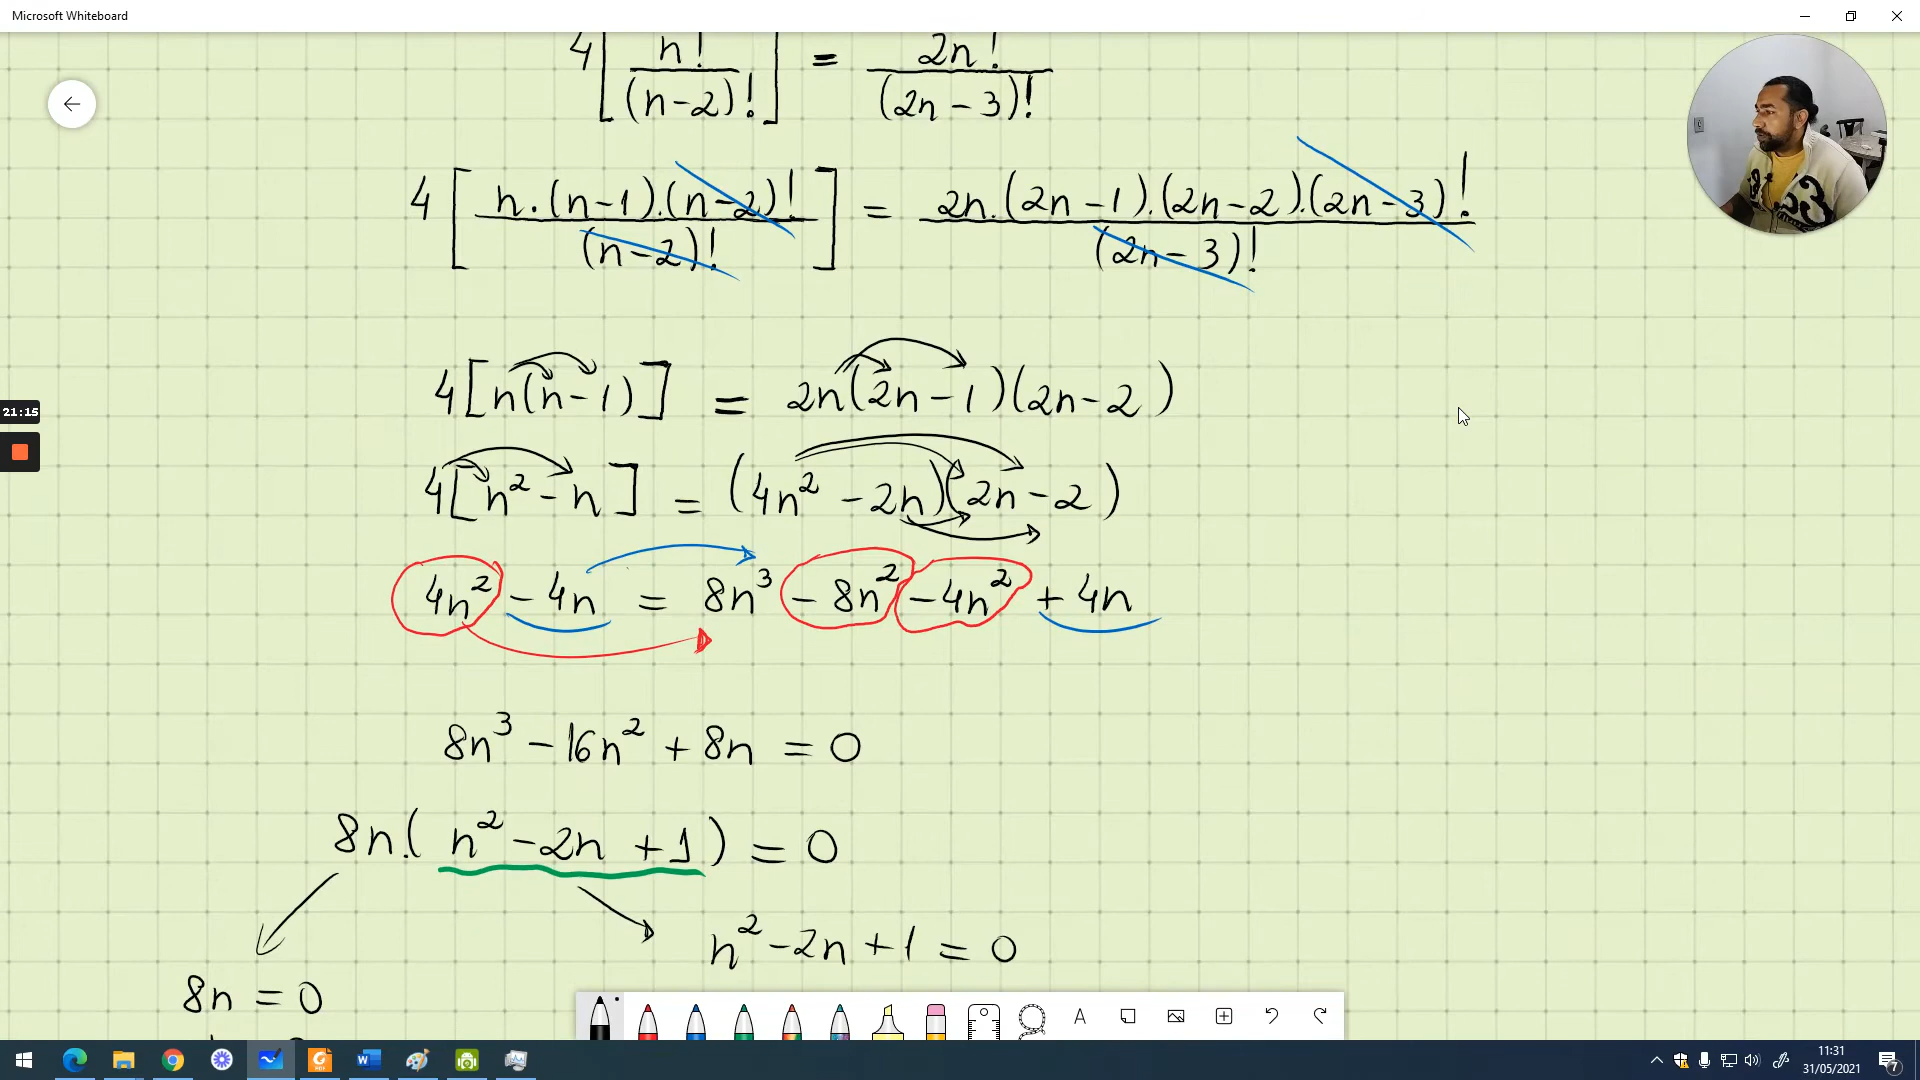 Microsoft Whiteboard
4[n!/(n-2)!] = 2n!/(2n-3)!
4[n.(n-1).(n-2)!/(n-2)!] = 2n.(2n-1).(2n-2).(2n-3)!/(2n-3)!
4[n(n-1)] = 2n(2n-1)(2n-2)
21:15
4[n²-n] = (4n²-2n)(2n-2)
4n² - 4n = 8n³ - 8n² - 4n² + 4n
8n³ - 16n² + 8n = 0
8n.(n² - 2n + 1) = 0
n² - 2n + 1 = 0
8n = 0
A
W
11:31
31/05/2021
7